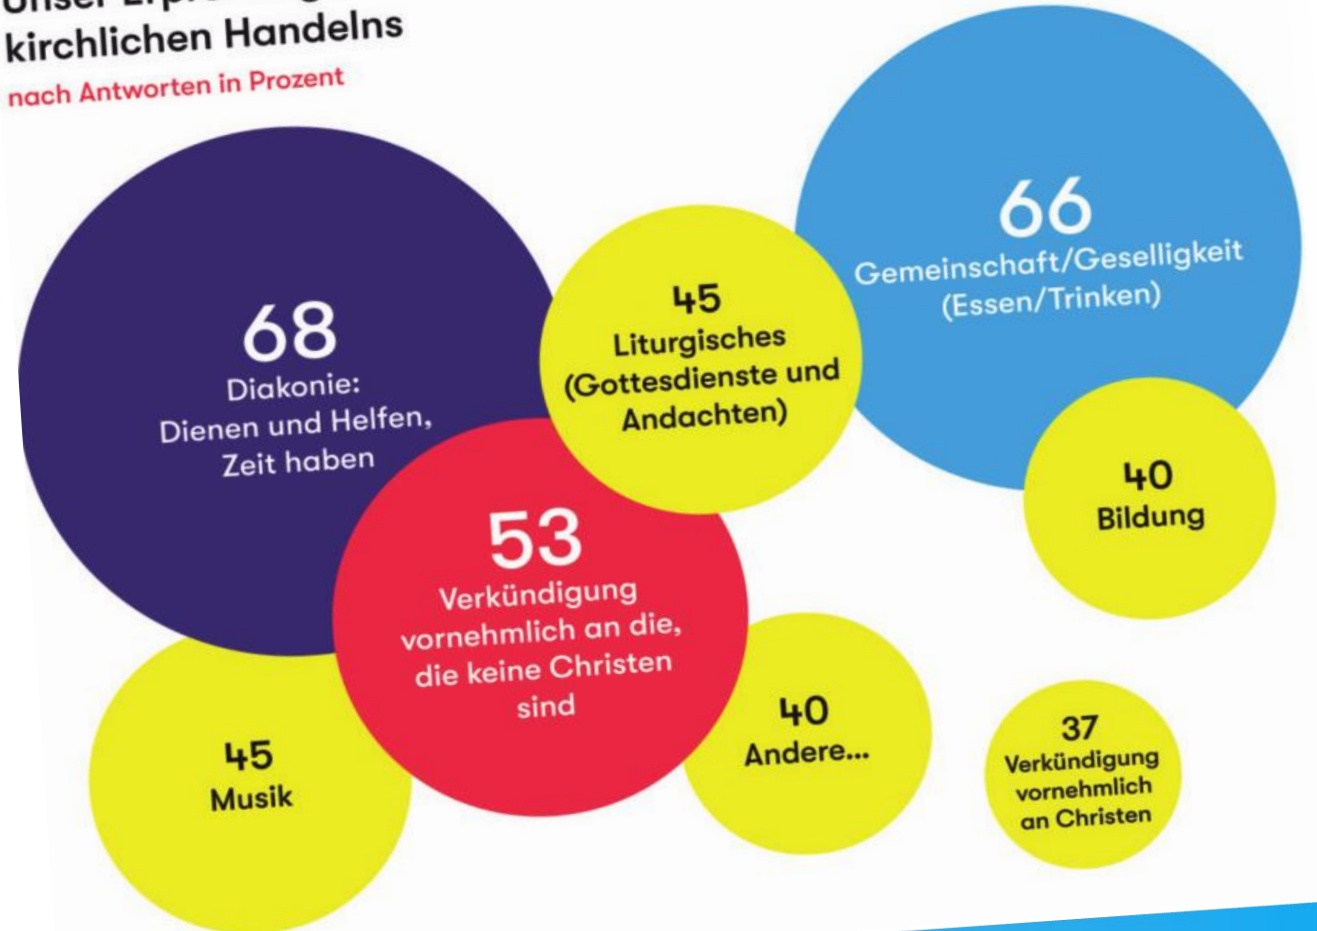 Unser
kirchlichen Handelns
nach Antworten in Prozent
66
Gemeinschaft/Geselligkeit
(Essen/Trinken)
45
Liturgisches
(Gottesdienste und
Andachten)
68
Diakonie:
Dienen und Helfen,
Zeit haben
40
Bildung
53
Verkündigung
vornehmlich an die,
die keine Christen
sind
45
Musik
40
Andere...
37
Verkündigung
vornehmlich
an Christen